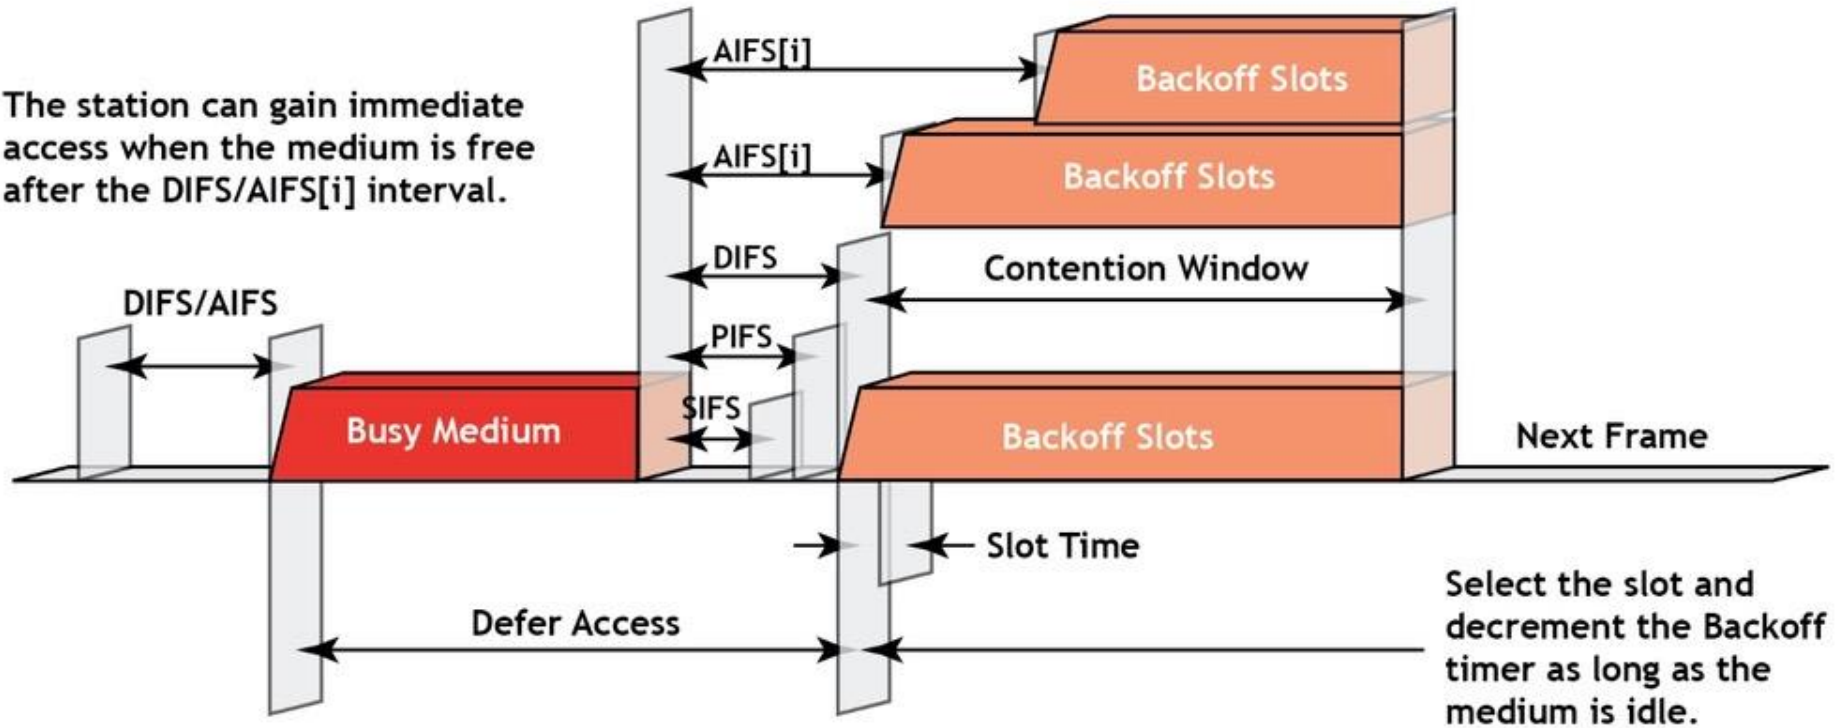 AIFS[i]
Backoff Slots
The station can gain immediate
access when the medium is free
after the DIFS/AIFS[i] interval.
AIFS[i]
Backoff Slots
DIFS
Contention Window
DIFS/AIFS
PIFS
SIFS
Busy Medium
Backoff Slots
Next Frame
Slot Time
Defer Access
Select the slot and
decrement the Backoff
timer as long as the
medium is idle.